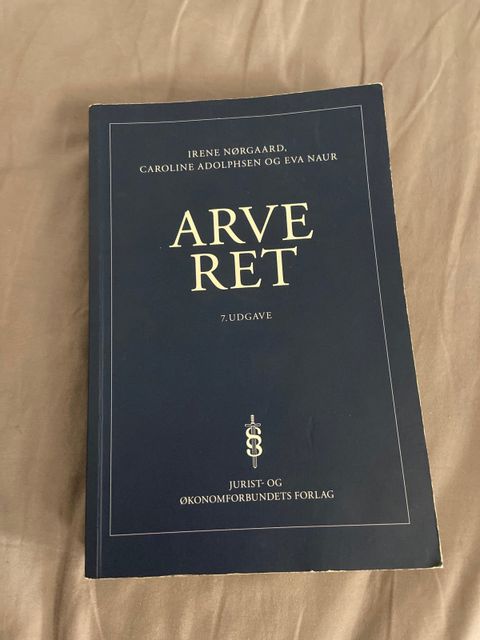 IRENE NØRGAARD,
CAROLINE ADOLPHSEN OG EVA NAUR
ARVE
RET
7. UDGAVE
JURIST- OG
ØKONOMFORBUNDETS FORLAG